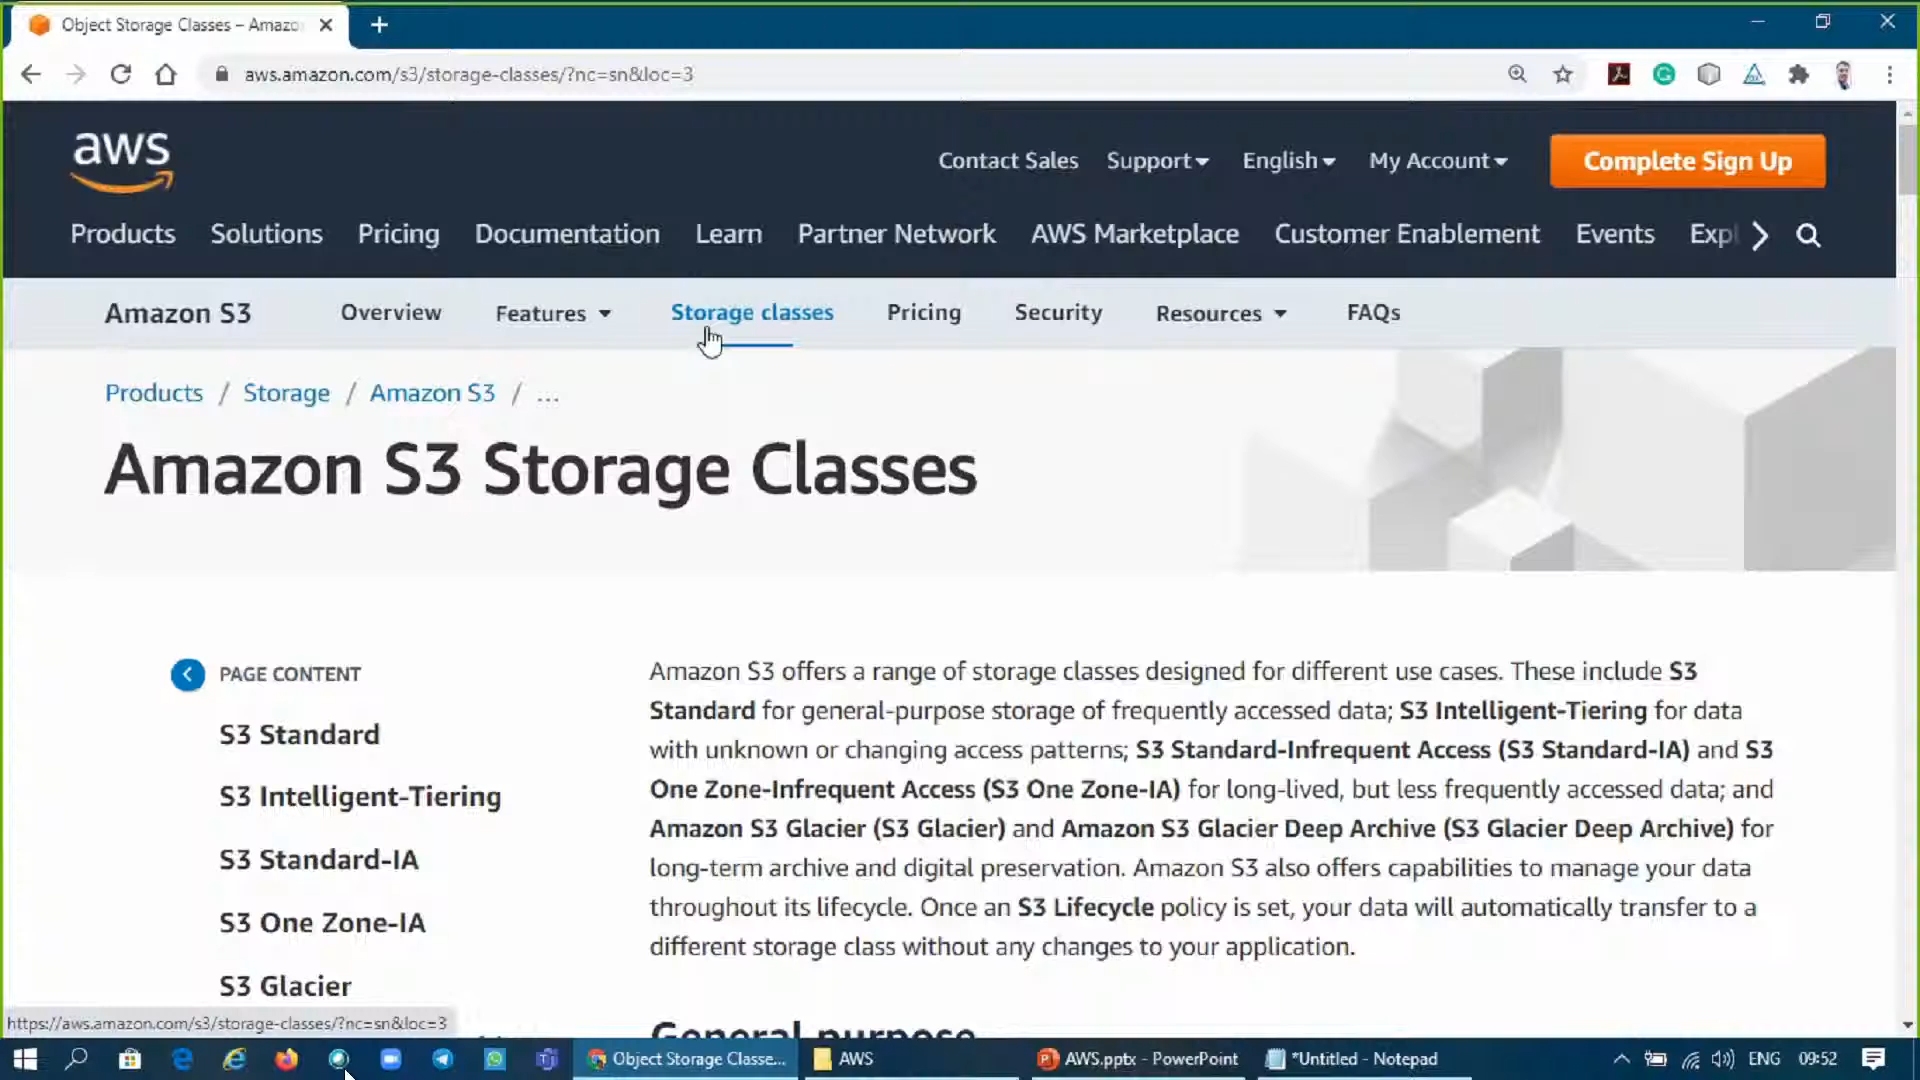 Object Storage Classes – Amazo
aws.amazon.com/s3/storage-classes/?nc=sn&loc=3
aws
Contact Sales Support English My Account Complete Sign Up
Products Solutions Pricing Documentation Learn Partner Network AWS Marketplace Customer Enablement Events Expl
Amazon S3 Overview Features Storage classes Pricing Security Resources FAQs
Products / Storage / Amazon S3 / ...
Amazon S3 Storage Classes
PAGE CONTENT
S3 Standard
S3 Intelligent-Tiering
S3 Standard-IA
S3 One Zone-IA
S3 Glacier
Amazon S3 offers a range of storage classes designed for different use cases. These include S3
Standard for general-purpose storage of frequently accessed data; S3 Intelligent-Tiering for data
with unknown or changing access patterns; S3 Standard-Infrequent Access (S3 Standard-IA) and S3
One Zone-Infrequent Access (S3 One Zone-IA) for long-lived, but less frequently accessed data; and
Amazon S3 Glacier (S3 Glacier) and Amazon S3 Glacier Deep Archive (S3 Glacier Deep Archive) for
long-term archive and digital preservation. Amazon S3 also offers capabilities to manage your data
throughout its lifecycle. Once an S3 Lifecycle policy is set, your data will automatically transfer to a
different storage class without any changes to your application.
General purpose
https://aws.amazon.com/s3/storage-classes/?nc=sn&loc=3
Object Storage Classe... AWS AWS.pptx - PowerPoint *Untitled - Notepad ENG 09:52